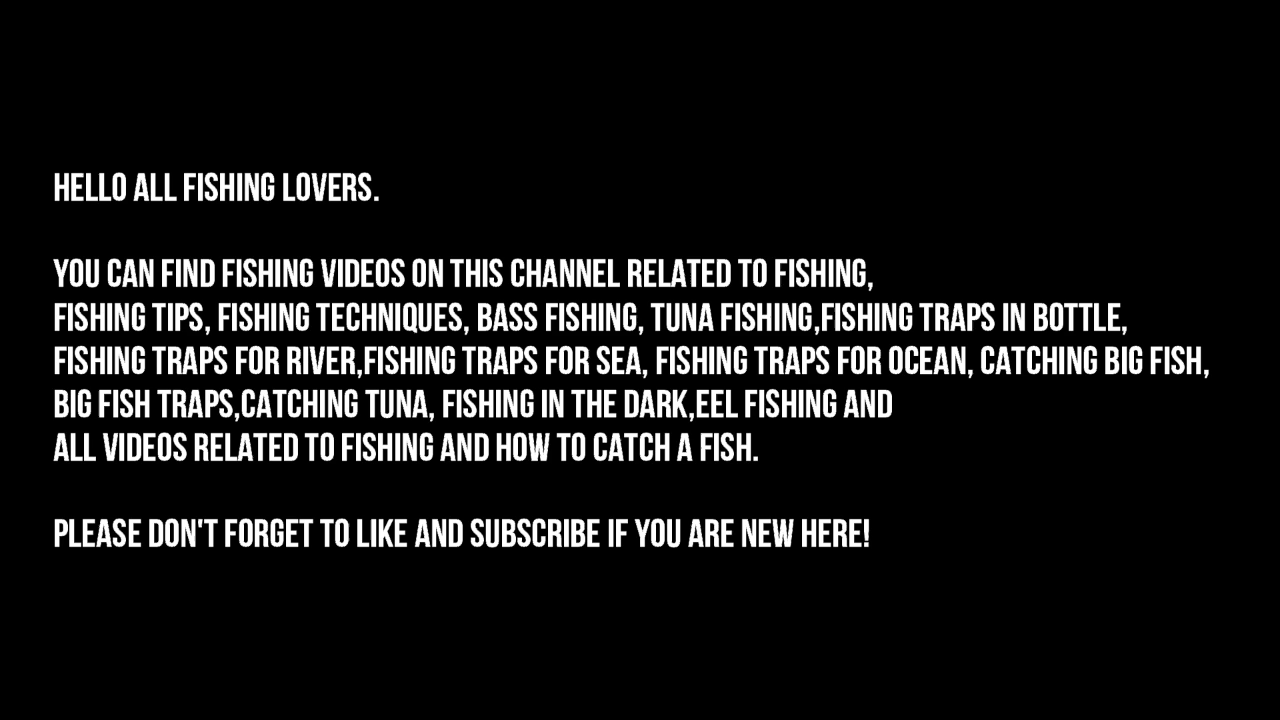 HELLO ALL FISHING LOVERS.
YOU CAN FIND FISHING VIDEOS ON THIS CHANNEL RELATED TO FISHING,
FISHING TIPS, FISHING TECHNIQUES, BASS FISHING, TUNA FISHING,FISHING TRAPS IN BOTTLE,
FISHING TRAPS FOR RIVER,FISHING TRAPS FOR SEA, FISHING TRAPS FOR OCEAN, CATCHING BIG FISH,
BIG FISH TRAPS,CATCHING TUNA, FISHING IN THE DARK,EEL FISHING AND
ALL VIDEOS RELATED TO FISHING AND HOW TO CATCH A FISH.
PLEASE DON'T FORGET TO LIKE AND SUBSCRIBE IF YOU ARE NEW HERE!